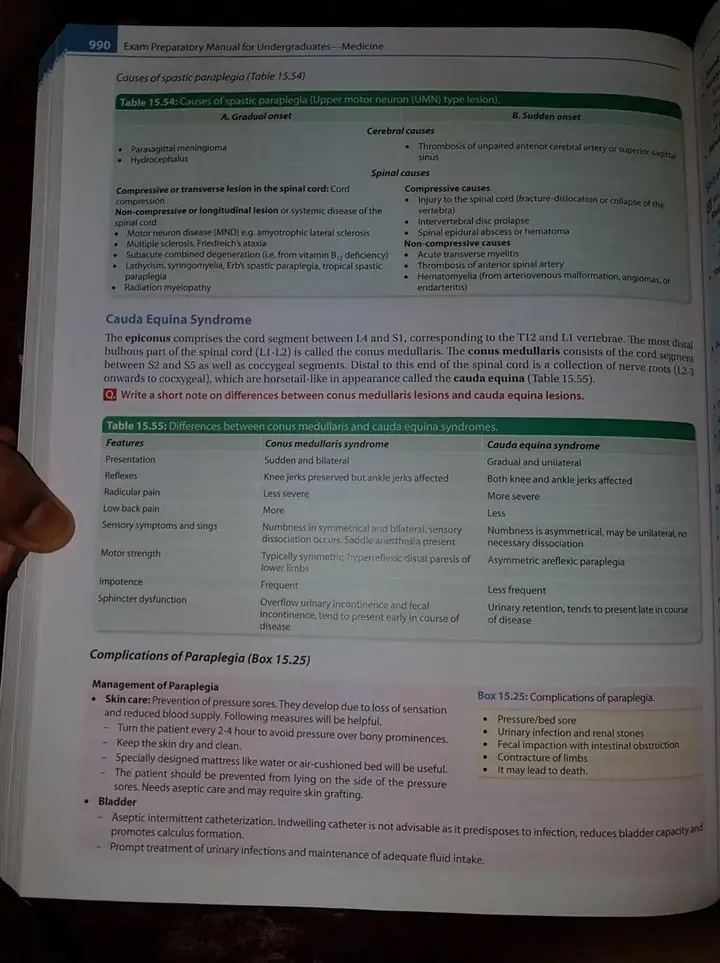 990 Exam Preparatory Manual for Undergraduates—Medicine
Causes of spastic paraplegia (Table 15.54)
Table 15.54: Causes of spastic paraplegia (Upper motor neuron (UMN) type lesion).
A. Gradual onset
B. Sudden onset
Cerebral causes
• Parasagittal meningioma
• Hydrocephalus
• Thrombosis of unpaired anterior cerebral artery or superior sagittal
sinus
Spinal causes
Compressive or transverse lesion in the spinal cord: Cord
compression
Non-compressive or longitudinal lesion or systemic disease of the
spinal cord
• Motor neuron disease (MND) e.g. amyotrophic lateral sclerosis
• Multiple sclerosis, Friedreich's ataxia
• Subacute combined degeneration (i.e. from vitamin B12 deficiency)
• Lathyrism, syringomyelia, Erb's spastic paraplegia, tropical spastic
paraplegia
• Radiation myelopathy
Compressive causes
• Injury to the spinal cord (fracture-dislocation or collapse of the
vertebra)
• Intervertebral disc prolapse
• Spinal epidural abscess or hematoma
Non-compressive causes
• Acute transverse myelitis
• Thrombosis of anterior spinal artery
• Hematomyelia (from arteriovenous malformation, angiomas, or
endarteritis)
Cauda Equina Syndrome
The epiconus comprises the cord segment between L4 and S1, corresponding to the T12 and L1 vertebrae. The most distal
bulbous part of the spinal cord (L1-L2) is called the conus medullaris. The conus medullaris consists of the cord segment
between S2 and S5 as well as coccygeal segments. Distal to this end of the spinal cord is a collection of nerve roots (L2-3
onwards to cocxygeal), which are horsetail-like in appearance called the cauda equina (Table 15.55).
Q. Write a short note on differences between conus medullaris lesions and cauda equina lesions.
Table 15.55: Differences between conus medullaris and cauda equina syndromes.
Features Conus medullaris syndrome Cauda equina syndrome
Presentation Sudden and bilateral Gradual and unilateral
Reflexes Knee jerks preserved but ankle jerks affected Both knee and ankle jerks affected
Radicular pain Less severe More severe
Low back pain More Less
Sensory symptoms and sings Numbness in symmetrical and bilateral, sensory Numbness is asymmetrical, may be unilateral, no
dissociation occurs. Saddle anesthesia present necessary dissociation
Motor strength Typically symmetric, hyperreflexic distal paresis of Asymmetric areflexic paraplegia
lower limbs
Impotence Frequent Less frequent
Sphincter dysfunction Overflow urinary incontinence and fecal Urinary retention, tends to present late in course
incontinence, tend to present early in course of of disease
disease
Complications of Paraplegia (Box 15.25)
Management of Paraplegia
• Skin care: Prevention of pressure sores. They develop due to loss of sensation
and reduced blood supply. Following measures will be helpful.
– Turn the patient every 2-4 hour to avoid pressure over bony prominences.
– Keep the skin dry and clean.
– Specially designed mattress like water or air-cushioned bed will be useful.
– The patient should be prevented from lying on the side of the pressure
sores. Needs aseptic care and may require skin grafting.
Box 15.25: Complications of paraplegia.
• Pressure/bed sore
• Urinary infection and renal stones
• Fecal impaction with intestinal obstruction
• Contracture of limbs
• It may lead to death.
• Bladder
– Aseptic intermittent catheterization. Indwelling catheter is not advisable as it predisposes to infection, reduces bladder capacity and
promotes calculus formation.
– Prompt treatment of urinary infections and maintenance of adequate fluid intake.